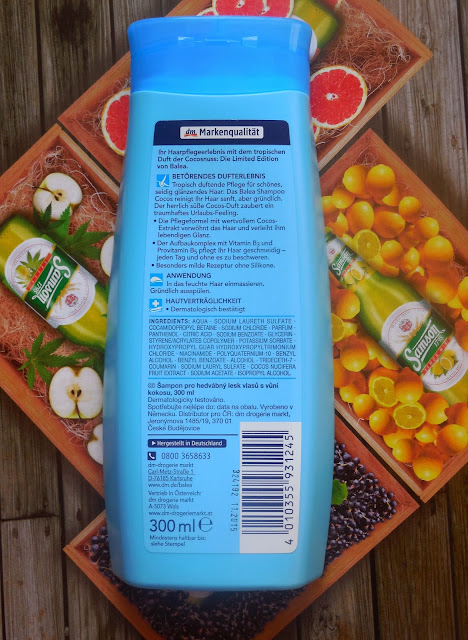 dm Markenqualität
Ihr Haarpflegeerlebnis mit dem tropischen
Duft der Cocosnuss: Die Limited Edition
von Balea.
BETÖRENDES DUFTERLEBNIS
Tropisch duftende Pflege für schönes,
seidig glänzendes Haar: Das Balea Shampoo
Cocos reinigt Ihr Haar sanft, aber gründlich.
Der herrlich süße Cocos-Duft zaubert ein
traumhaftes Urlaubs-Feeling.
• Die Pflegeformel mit wertvollem Cocos-
Extrakt verwöhnt das Haar und verleiht ihm
lebendigen Glanz.
• Der Aufbaukomplex mit Vitamin B3 und
Provitamin B5 pflegt Ihr Haar geschmeidig –
jeden Tag und ohne es zu beschweren.
• Besonders milde Rezeptur ohne Silikone.
ANWENDUNG
In das feuchte Haar einmassieren.
Gründlich ausspülen.
HAUTVERTRÄGLICHKEIT
• Dermatologisch bestätigt
INGREDIENTS: AQUA · SODIUM LAURETH SULFATE ·
COCAMIDOPROPYL BETAINE · SODIUM CHLORIDE · PARFUM ·
PANTHENOL · CITRIC ACID · SODIUM BENZOATE · GLYCERIN ·
STYRENE/ACRYLATES COPOLYMER · POTASSIUM SORBATE ·
HYDROXYPROPYL GUAR HYDROXYPROPYLTRIMONIUM
CHLORIDE · NIACINAMIDE · POLYQUATERNIUM-10 · BENZYL
ALCOHOL · BENZYL BENZOATE · TRIDECETH-7 ·
COUMARIN · SODIUM LAURYL SULFATE · COCOS NUCIFERA
FRUIT EXTRACT · SODIUM ACETATE · ISOPROPYL ALCOHOL.
CZ Šampon pro hedvábný lesk vlasů s vůní
kokosu, 300 ml
Dermatologicky testováno.
Spotřebujte nejlépe do: data na obalu. Vyrobeno v
Německu. Distributor pro ČR: dm drogerie markt,
Jeronýmova 1485/19, 370 01
České Budějovice
Hergestellt in Deutschland
0800 3658633
dm-drogerie markt
Carl-Metz-Straße 1
D-76185 Karlsruhe
www.dm.de/balea
Vertrieb in Österreich:
dm drogerie markt
A-5073 Wals
www.dm-drogeriemarkt.at
300 ml e
Mindestens haltbar bis:
siehe Stempel
324792 11.2015
4 010355 931245
Samson
Samson